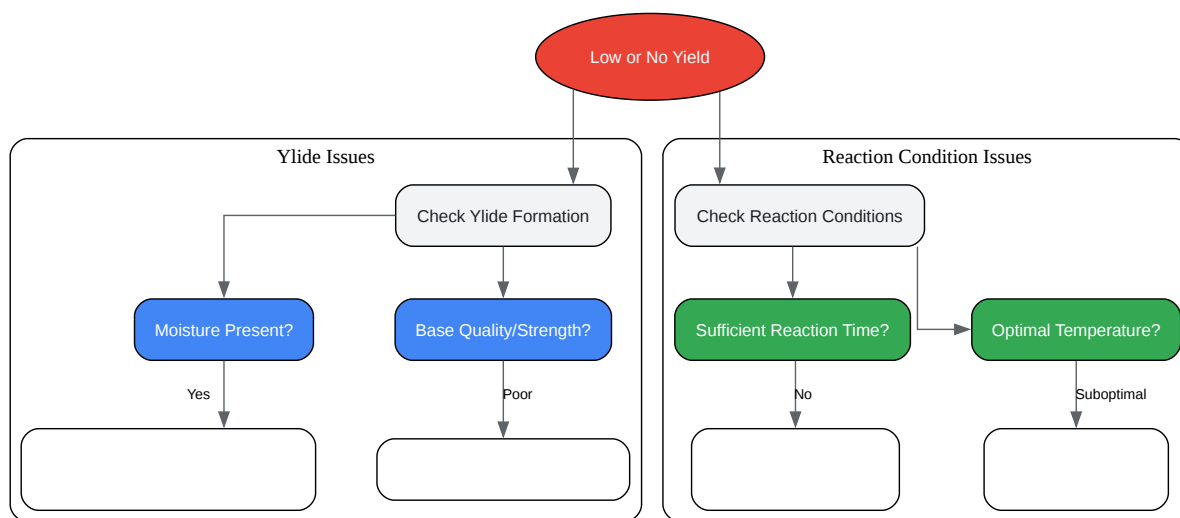 Low or No Yield
Ylide Issues
Reaction Condition Issues
Check Ylide Formation
Check Reaction Conditions
Moisture Present?
Base Quality/Strength?
Sufficient Reaction Time?
Optimal Temperature?
Yes
Poor
No
Suboptimal